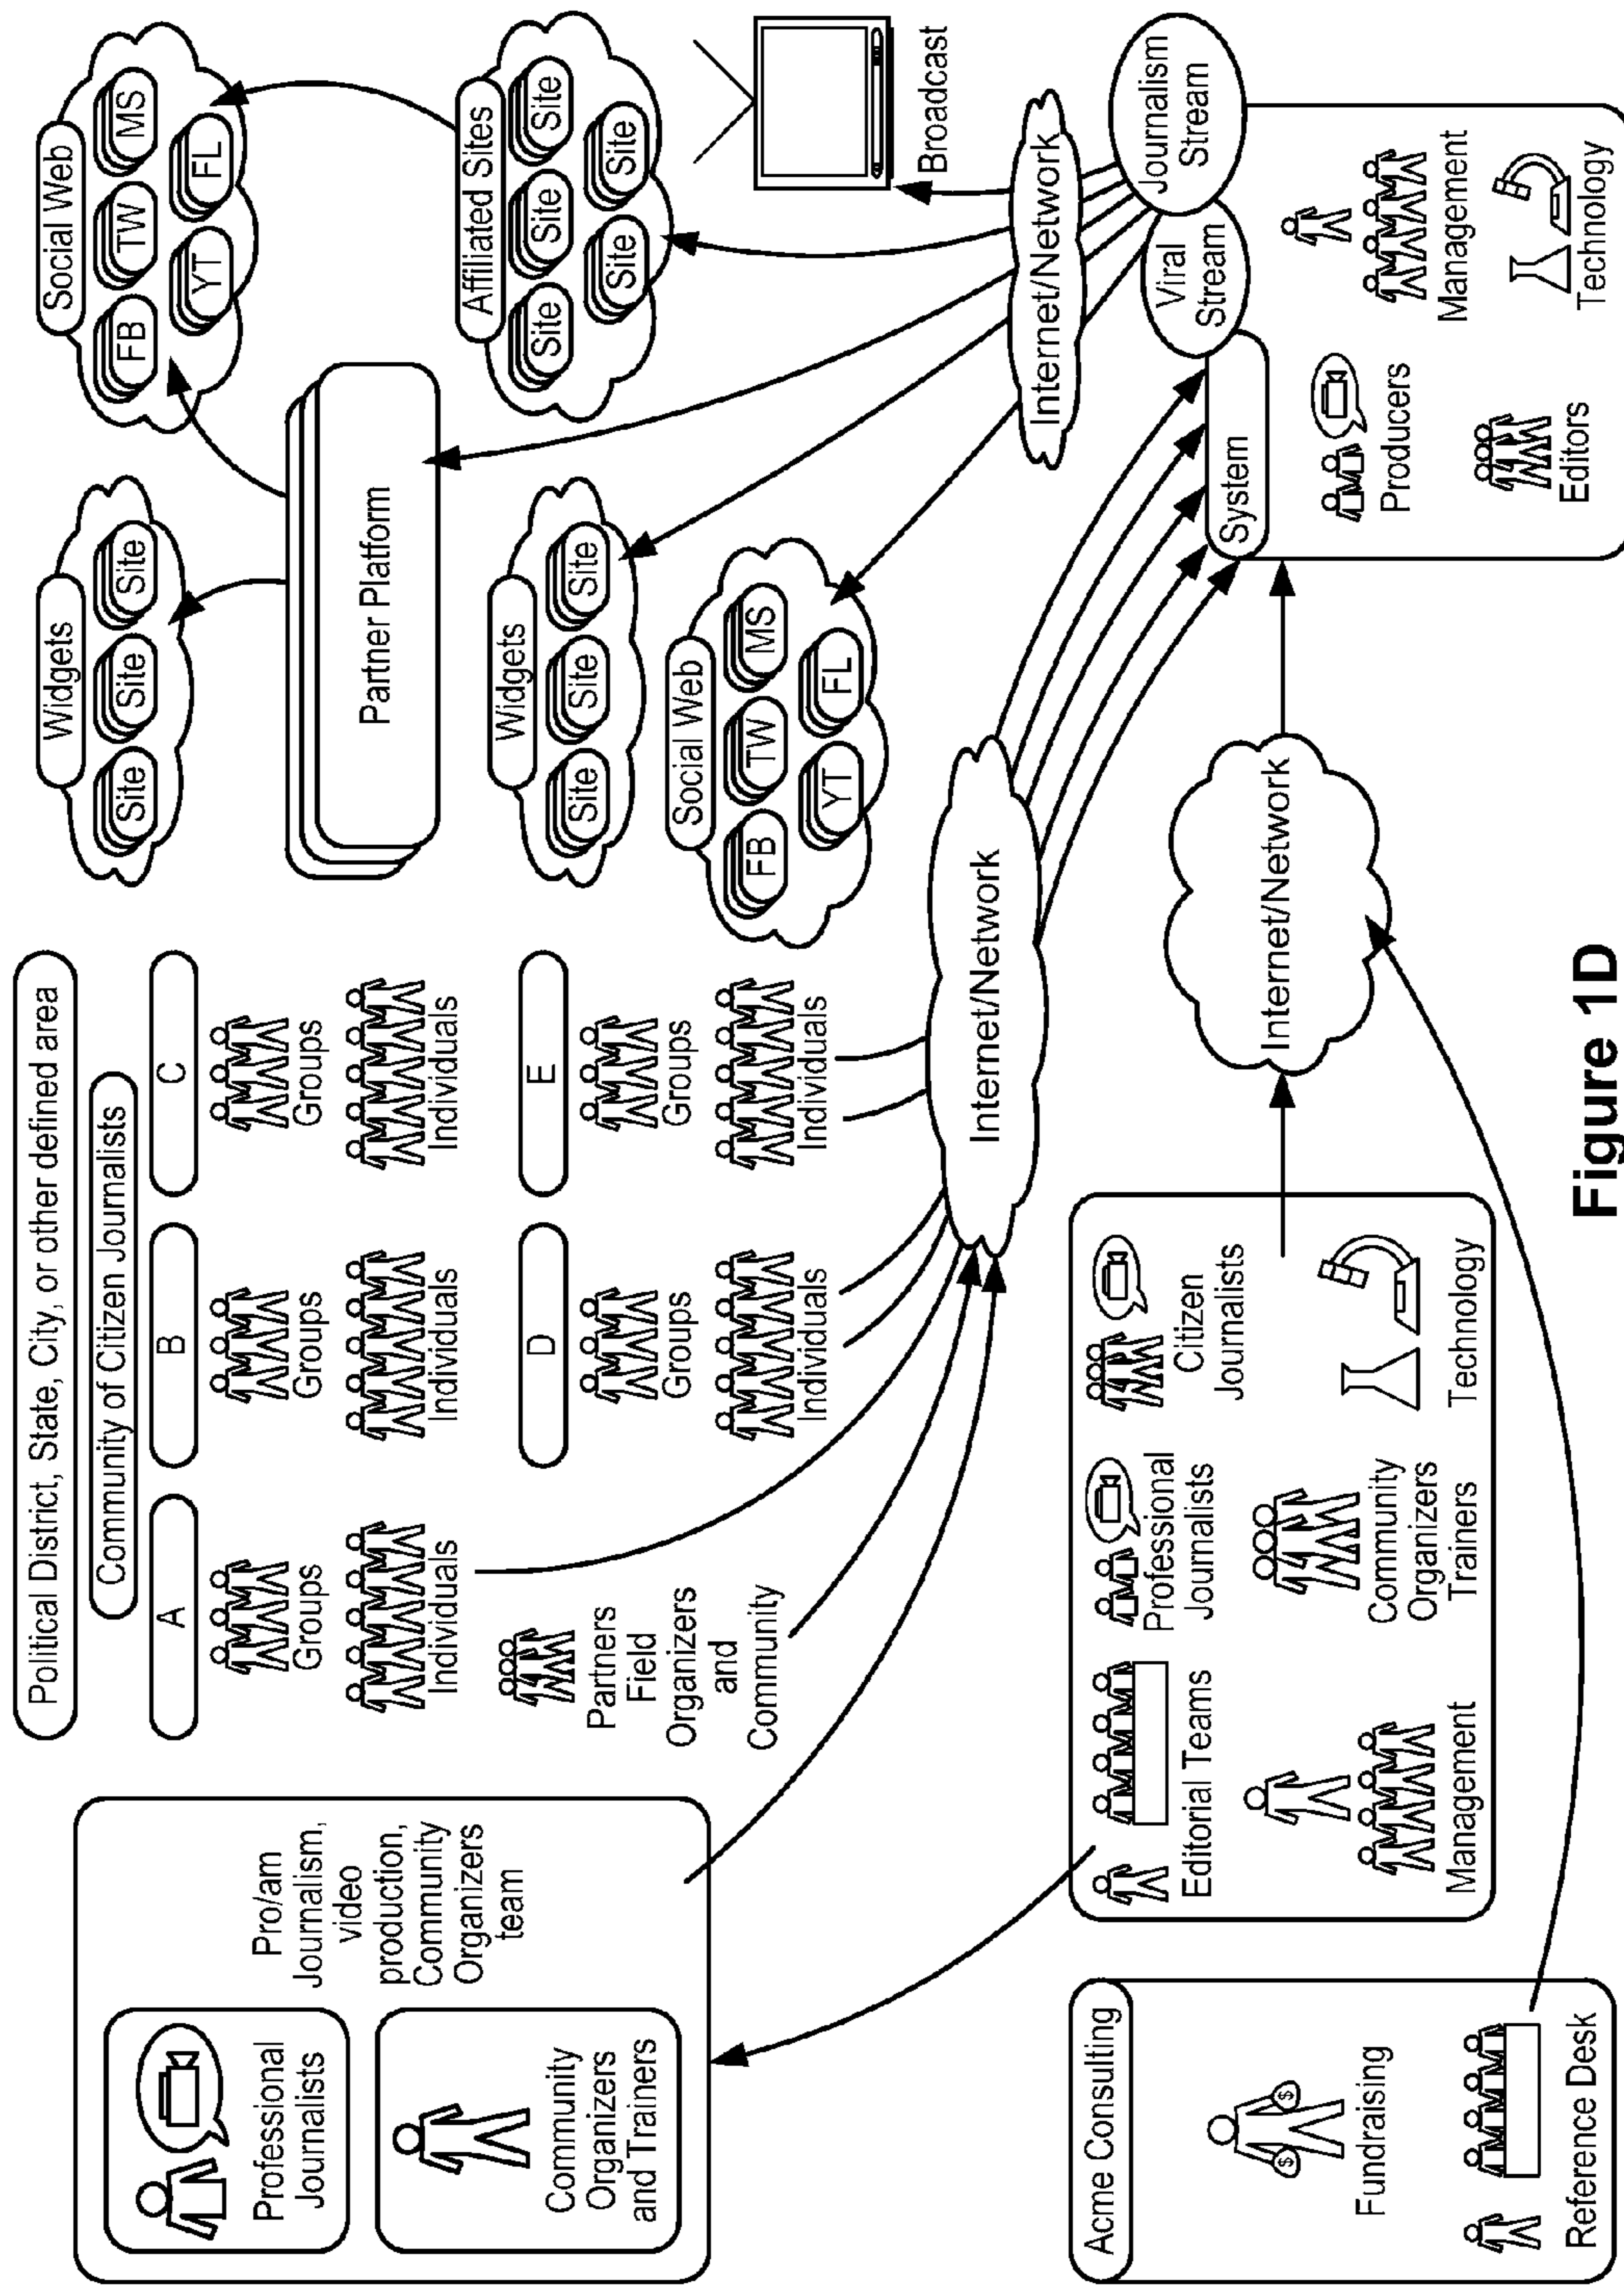 Political District, State, City, or other defined area
Community of Citizen Journalists
A
Groups
Individuals
B
Groups
Individuals
C
Groups
Individuals
D
Groups
Individuals
E
Groups
Individuals
Partners
Field
Organizers
and
Community
Professional
Journalists
Community
Organizers
and Trainers
Pro/am
Journalism,
video
production,
Community
Organizers
team
Widgets
Site
Site
Site
Social Web
FB
TW
MS
YT
FL
Partner Platform
Affiliated Sites
Site
Site
Site
Site
Site
Widgets
Site
Site
Site
Social Web
FB
TW
MS
YT
FL
Broadcast
Internet/Network
Internet/Network
Journalism
Stream
Viral
Stream
System
Producers
Management
Editors
Technology
Internet/Network
Editorial Teams
Professional
Journalists
Citizen
Journalists
Management
Community
Organizers
Trainers
Technology
Acme Consulting
$
$
Fundraising
Reference Desk
Figure 1D